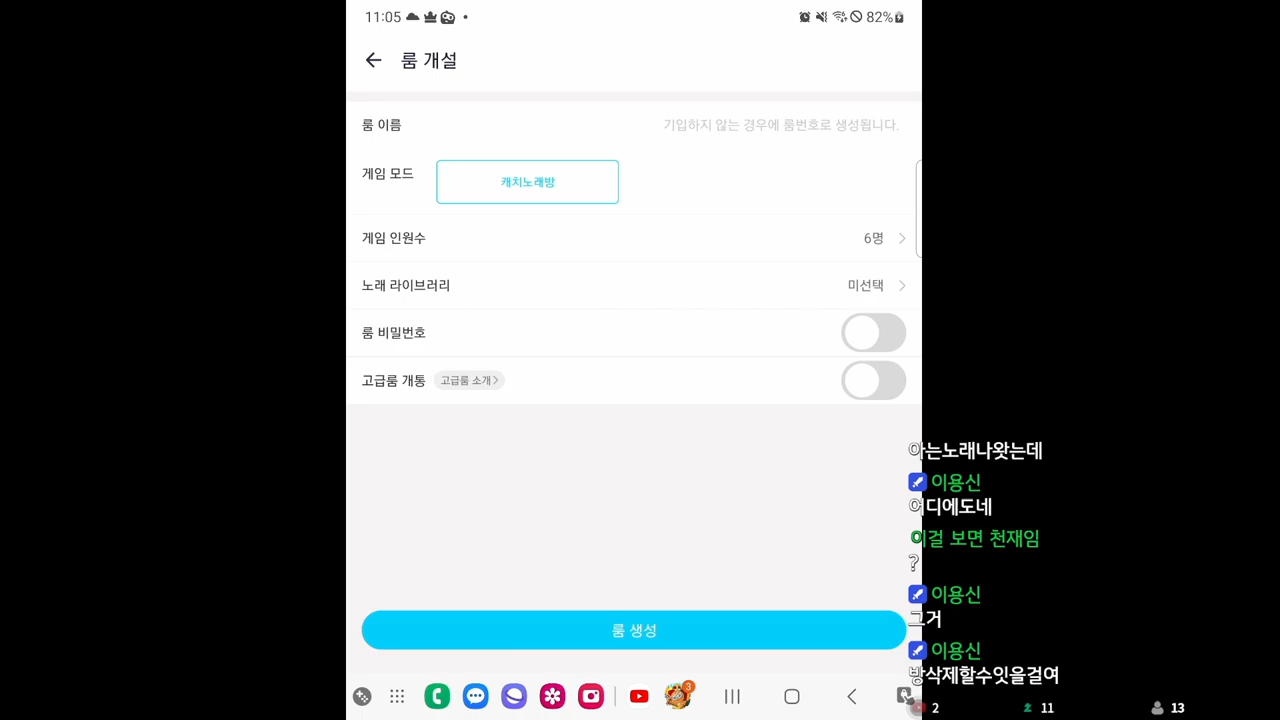 11:05
82%
룸 개설
룸 이름
기입하지 않는 경우에 룸번호로 생성됩니다.
게임 모드
캐치노래방
게임 인원수
6명
노래 라이브러리
미선택
룸 비밀번호
고급룸 개통
고급룸 소개
룸 생성
3
아는노래나왓는데
이용신
어디에도네
이걸 보면 천재임
?
이용신
그거
이용신
방삭제할수잇을걸여
2
11
13